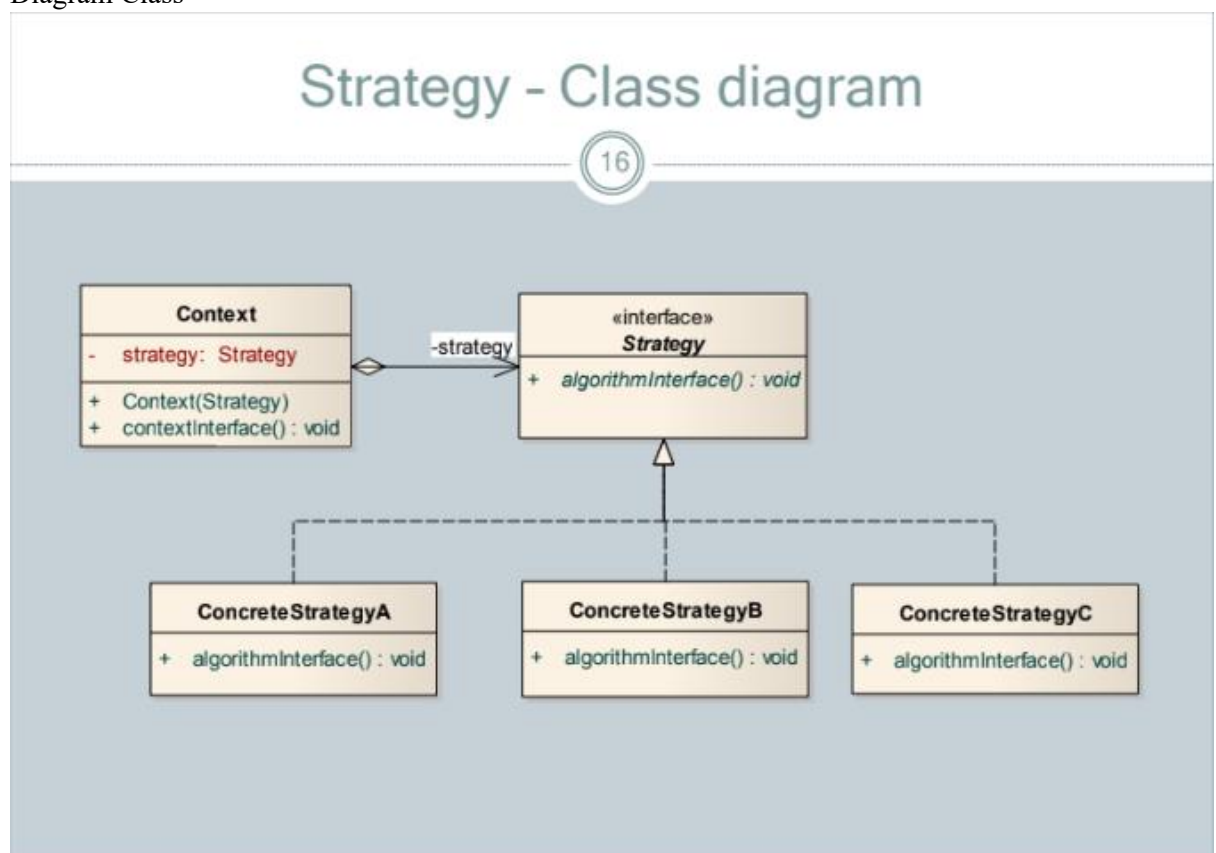 Diagram Class
Strategy - Class diagram
16
Context
- strategy: Strategy
+ Context(Strategy)
+ contextInterface() : void
-strategy
«interface»
Strategy
+ algorithmInterface() : void
ConcreteStrategyA
+ algorithmInterface() : void
ConcreteStrategyB
+ algorithmInterface() : void
ConcreteStrategyC
+ algorithmInterface() : void